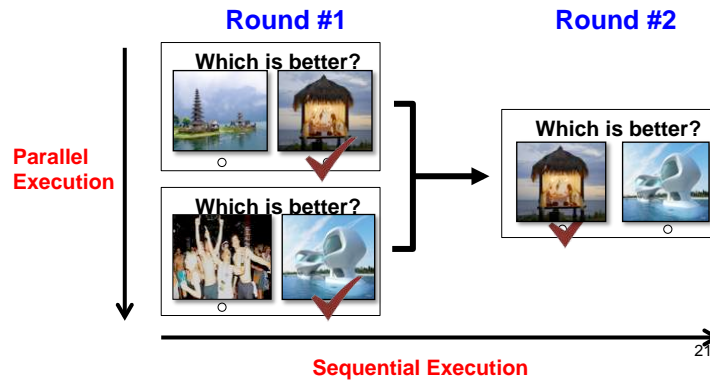 Round #1
Round #2
Which is better?
Which is better?
Which is better?
Parallel
Execution
Sequential Execution
21